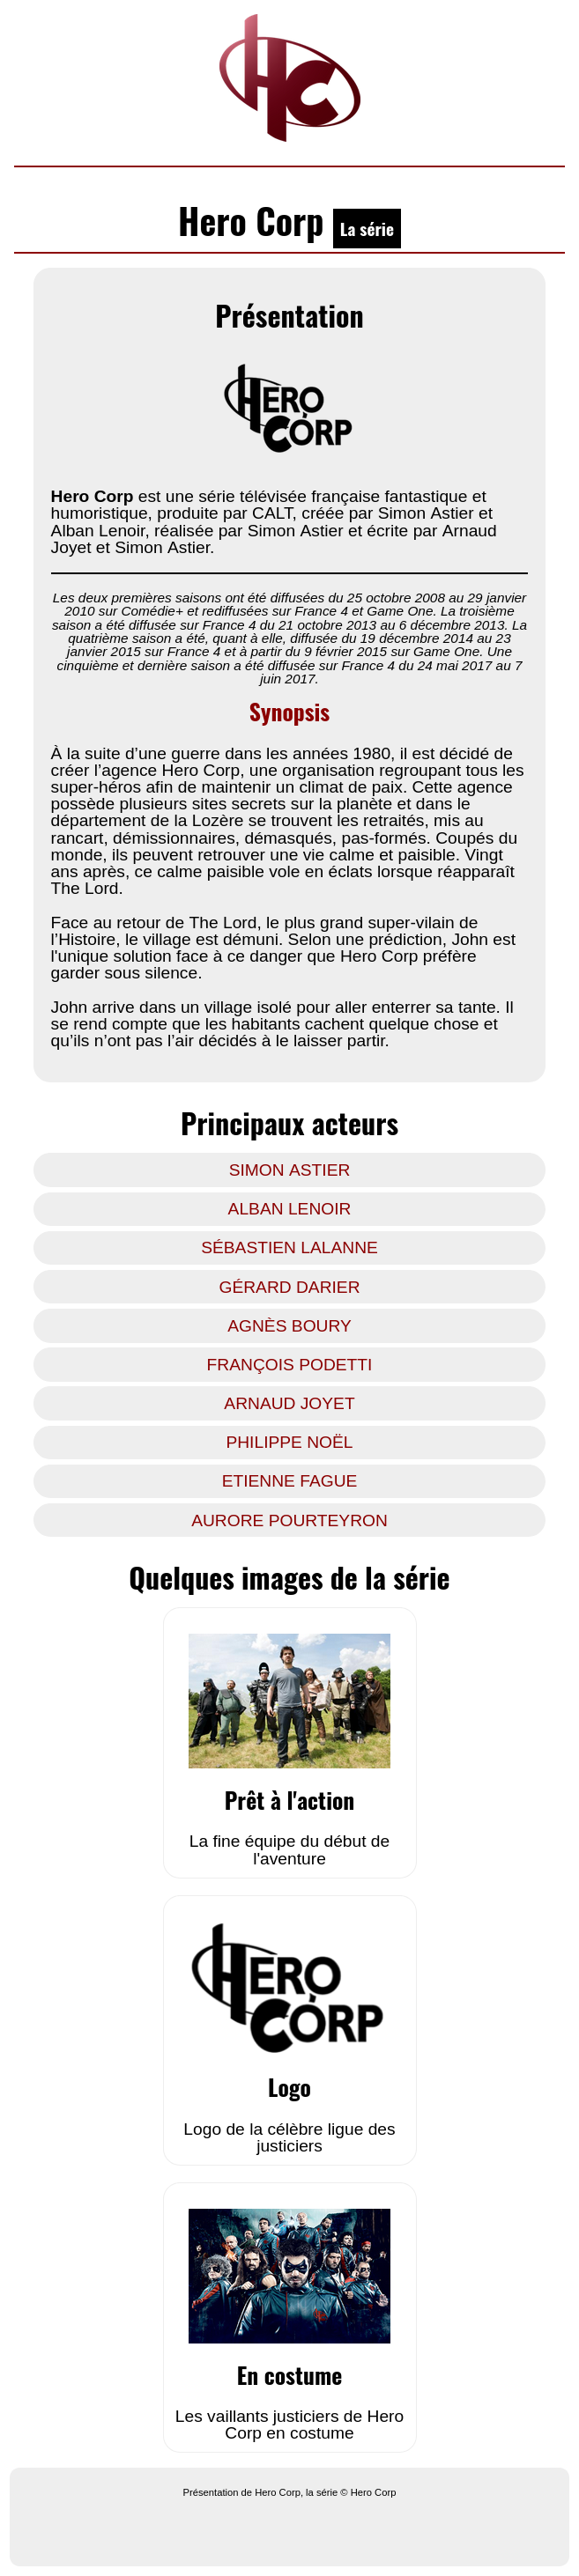 HC
Hero Corp La série
Présentation
HERO
CORP
Hero Corp est une série télévisée française fantastique et
humoristique, produite par CALT, créée par Simon Astier et
Alban Lenoir, réalisée par Simon Astier et écrite par Arnaud
Joyet et Simon Astier.
Les deux premières saisons ont été diffusées du 25 octobre 2008 au 29 janvier
2010 sur Comédie+ et rediffusées sur France 4 et Game One. La troisième
saison a été diffusée sur France 4 du 21 octobre 2013 au 6 décembre 2013. La
quatrième saison a été, quant à elle, diffusée du 19 décembre 2014 au 23
janvier 2015 sur France 4 et à partir du 9 février 2015 sur Game One. Une
cinquième et dernière saison a été diffusée sur France 4 du 24 mai 2017 au 7
juin 2017.
Synopsis
À la suite d’une guerre dans les années 1980, il est décidé de
créer l’agence Hero Corp, une organisation regroupant tous les
super-héros afin de maintenir un climat de paix. Cette agence
possède plusieurs sites secrets sur la planète et dans le
département de la Lozère se trouvent les retraités, mis au
rancart, démissionnaires, démasqués, pas-formés. Coupés du
monde, ils peuvent retrouver une vie calme et paisible. Vingt
ans après, ce calme paisible vole en éclats lorsque réapparaît
The Lord.
Face au retour de The Lord, le plus grand super-vilain de
l’Histoire, le village est démuni. Selon une prédiction, John est
l'unique solution face à ce danger que Hero Corp préfère
garder sous silence.
John arrive dans un village isolé pour aller enterrer sa tante. Il
se rend compte que les habitants cachent quelque chose et
qu’ils n’ont pas l’air décidés à le laisser partir.
Principaux acteurs
SIMON ASTIER
ALBAN LENOIR
SÉBASTIEN LALANNE
GÉRARD DARIER
AGNÈS BOURY
FRANÇOIS PODETTI
ARNAUD JOYET
PHILIPPE NOËL
ETIENNE FAGUE
AURORE POURTEYRON
Quelques images de la série
Prêt à l'action
La fine équipe du début de
l'aventure
HERO
CORP
Logo
Logo de la célèbre ligue des
justiciers
En costume
Les vaillants justiciers de Hero
Corp en costume
Présentation de Hero Corp, la série © Hero Corp